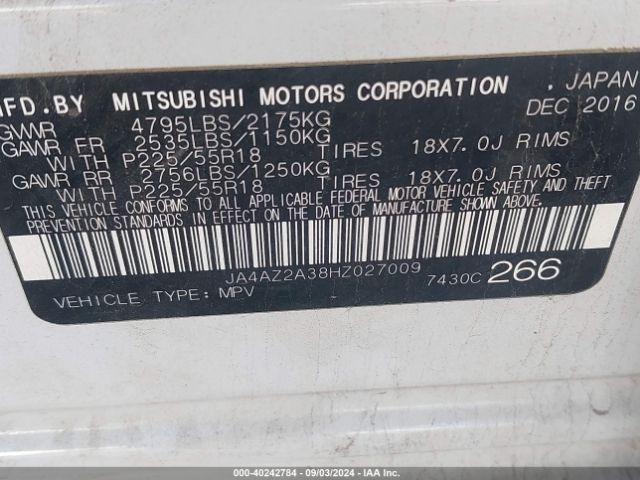 MFD.BY MITSUBISHI MOTORS CORPORATION , JAPAN
DEC 2016
GVWR 4795LBS/2175KG
GAWR FR 2535LBS/1150KG
WITH P225/55R18 TIRES 18X7.0J RIMS
GAWR RR 2756LBS/1250KG
WITH P225/55R18 TIRES 18X7.0J RIMS
THIS VEHICLE CONFORMS TO ALL APPLICABLE FEDERAL MOTOR VEHICLE SAFETY AND THEFT
PREVENTION STANDARDS IN EFFECT ON THE DATE OF MANUFACTURE SHOWN ABOVE.
JA4AZ2A38HZ027009 7430C 266
VEHICLE TYPE: MPV
000-40242784 - 09/03/2024 - IAAI.COM